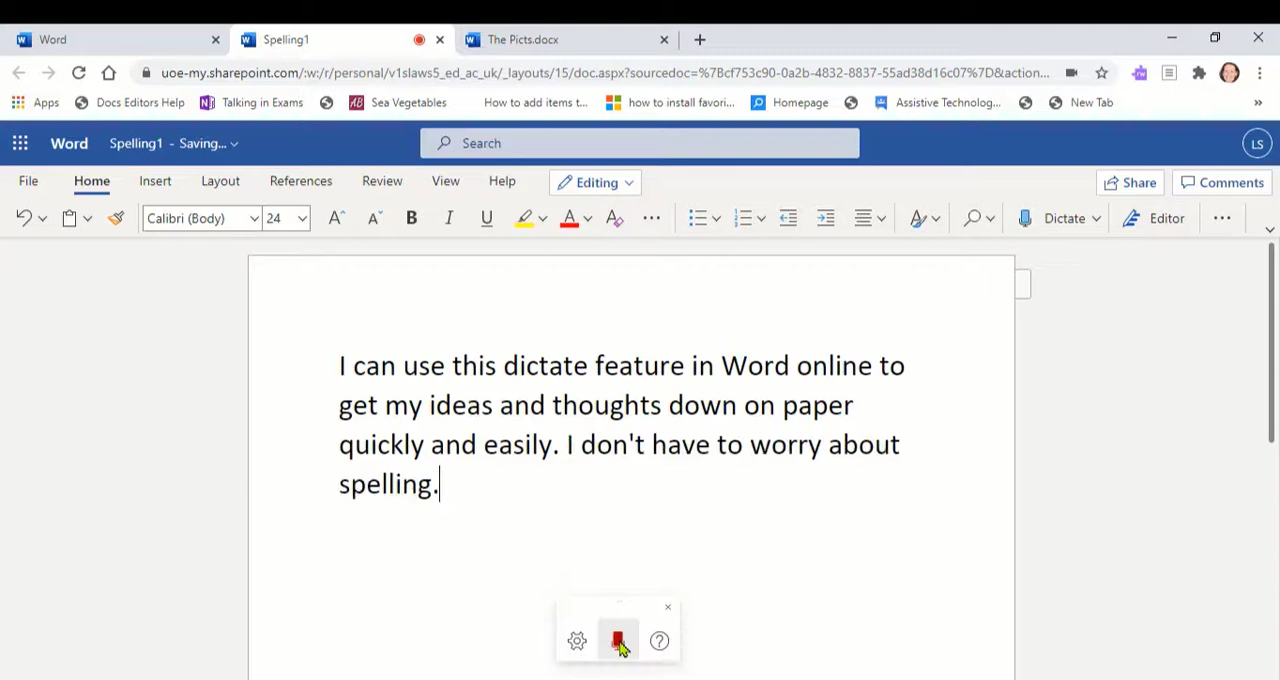 Word
Spelling1
The Picts.docx
uoe-my.sharepoint.com/:w:/r/personal/v1slaws5_ed_ac_uk/_layouts/15/doc.aspx?sourcedoc=%7Bcf753c90-0a2b-4832-8837-55ad38d16c07%7D&action...
Apps Docs Editors Help Talking in Exams Sea Vegetables How to add items t... how to install favori... Homepage Assistive Technolog... New Tab »
Word Spelling1 - Saving... Search LS
File Home Insert Layout References Review View Help Editing Share Comments
Calibri (Body) 24 A A B I U A A ... Dictate Editor ...
I can use this dictate feature in Word online to
get my ideas and thoughts down on paper
quickly and easily. I don't have to worry about
spelling.
?